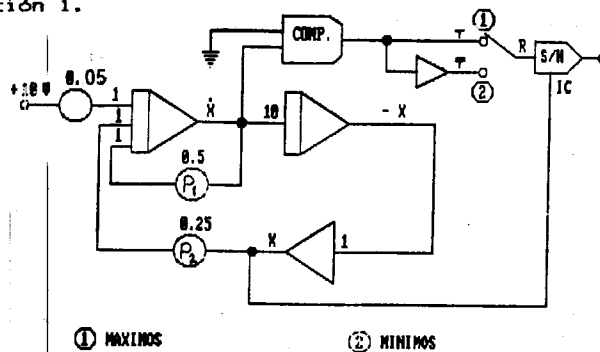 ción 1.
①
COMP.
T
R
S/H
T
②
IC
+10 V
0.05
1
1
1
Ẋ
10
- X
0.5
P₁
0.25
P₂
X
1
① MAXIMOS
② MINIMOS